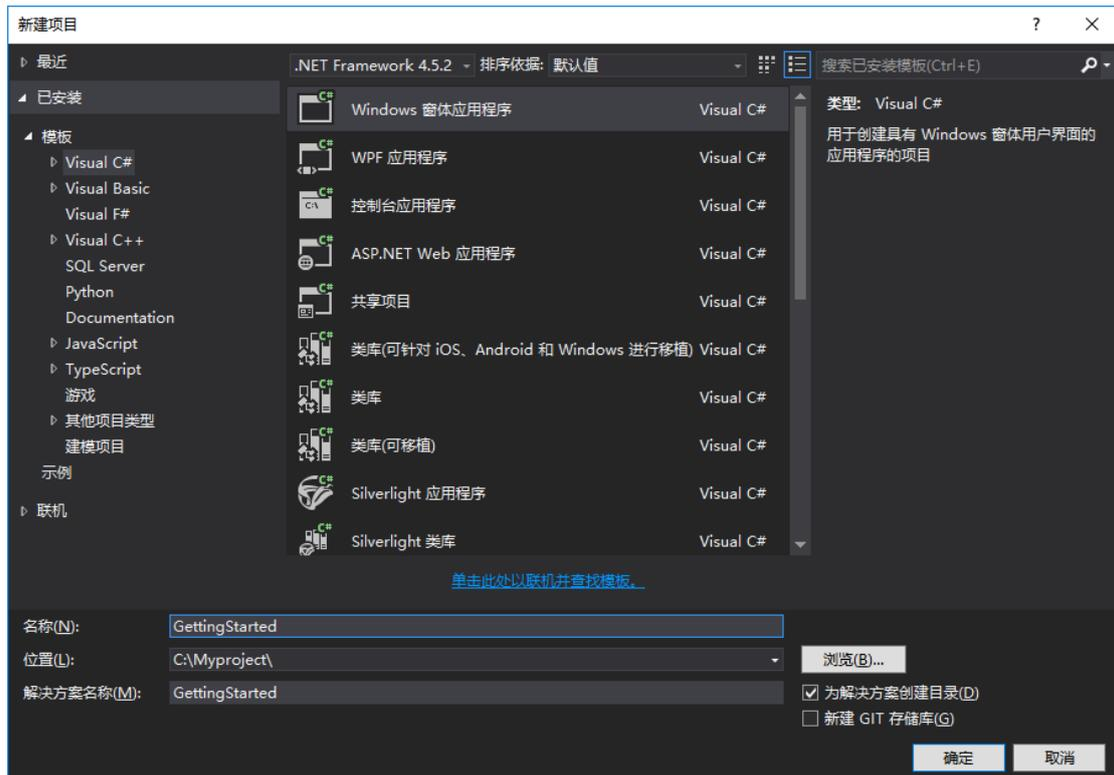 新建项目
?
最近
.NET Framework 4.5.2 排序依据: 默认值
搜索已安装模板(Ctrl+E)
已安装
模板
Visual C#
Visual Basic
Visual F#
Visual C++
SQL Server
Python
Documentation
JavaScript
TypeScript
游戏
其他项目类型
建模项目
示例
联机
C# Windows 窗体应用程序 Visual C#
C# WPF 应用程序 Visual C#
C# C:\ 控制台应用程序 Visual C#
C# ASP.NET Web 应用程序 Visual C#
C# 共享项目 Visual C#
C# 类库(可针对 iOS、Android 和 Windows 进行移植) Visual C#
C# 类库 Visual C#
C# 类库(可移植) Visual C#
C# Silverlight 应用程序 Visual C#
C# Silverlight 类库 Visual C#
类型: Visual C#
用于创建具有 Windows 窗体用户界面的
应用程序的项目
单击此处以联机并查找模板。
名称(N): GettingStarted
位置(L): C:\Myproject\ 浏览(B)...
解决方案名称(M): GettingStarted
为解决方案创建目录(D)
新建 GIT 存储库(G)
确定 取消